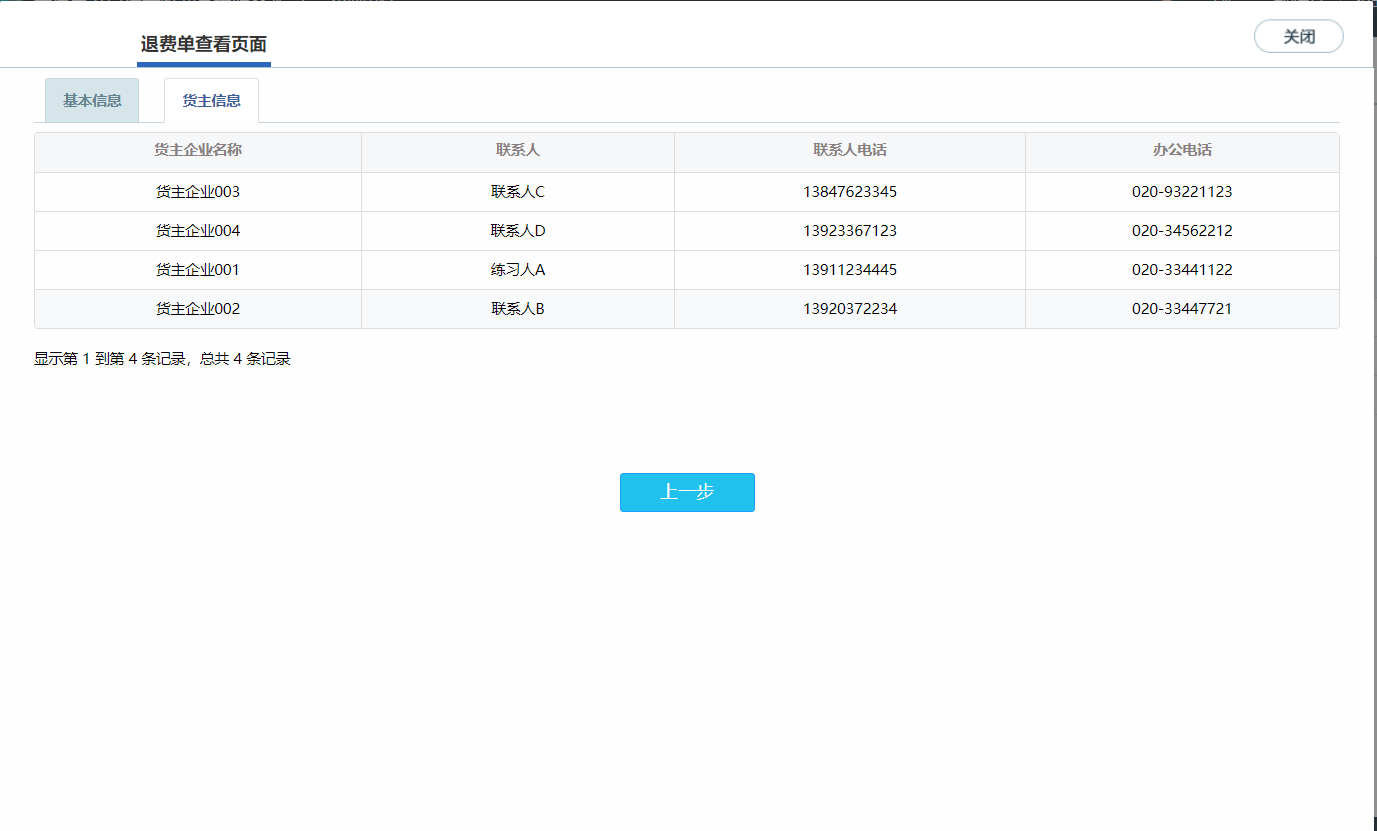 退费单查看页面
关闭
基本信息 货主信息
货主企业名称 联系人 联系人电话 办公电话
货主企业003 联系人C 13847623345 020-93221123
货主企业004 联系人D 13923367123 020-34562212
货主企业001 练习人A 13911234445 020-33441122
货主企业002 联系人B 13920372234 020-33447721
显示第 1 到第 4 条记录，总共 4 条记录
上一步